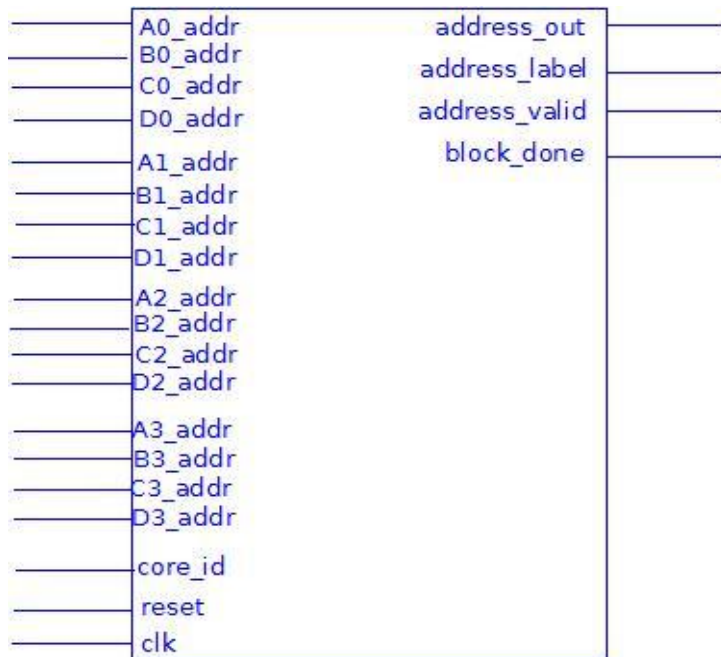 A0_addr address_out
B0_addr address_label
C0_addr address_valid
D0_addr block_done
A1_addr
B1_addr
C1_addr
D1_addr
A2_addr
B2_addr
C2_addr
D2_addr
A3_addr
B3_addr
C3_addr
D3_addr
core_id
reset
clk